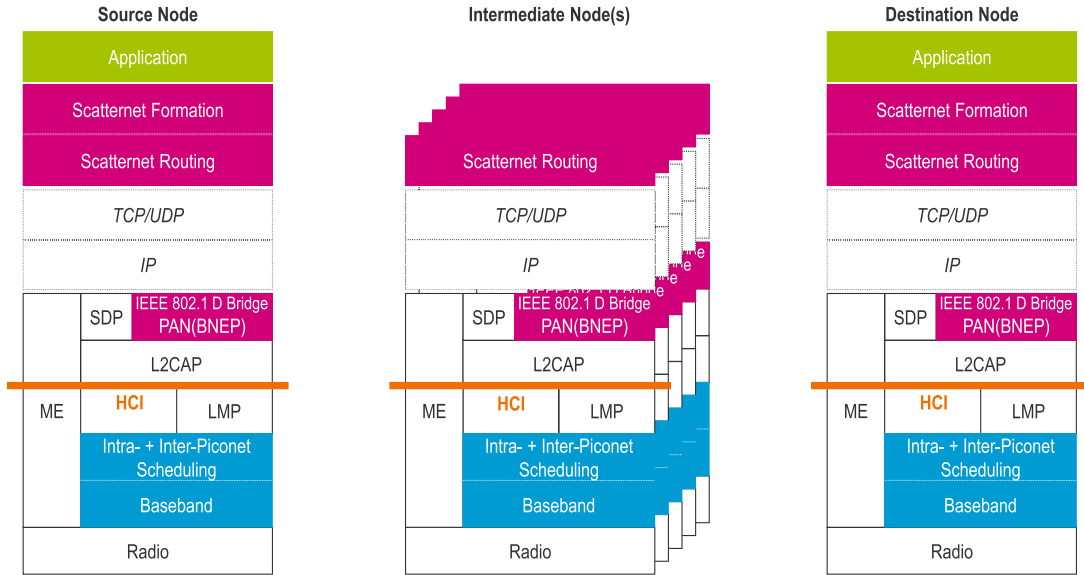 Source Node
Application
Scatternet Formation
Scatternet Routing
TCP/UDP
IP
SDP
IEEE 802.1 D Bridge
PAN(BNEP)
L2CAP
ME
HCI
LMP
Intra- + Inter-Piconet
Scheduling
Baseband
Radio
Intermediate Node(s)
Scatternet Routing
TCP/UDP
IP
SDP
IEEE 802.1 D Bridge
PAN(BNEP)
L2CAP
ME
HCI
LMP
Intra- + Inter-Piconet
Scheduling
Baseband
Radio
Destination Node
Application
Scatternet Formation
Scatternet Routing
TCP/UDP
IP
SDP
IEEE 802.1 D Bridge
PAN(BNEP)
L2CAP
ME
HCI
LMP
Intra- + Inter-Piconet
Scheduling
Baseband
Radio